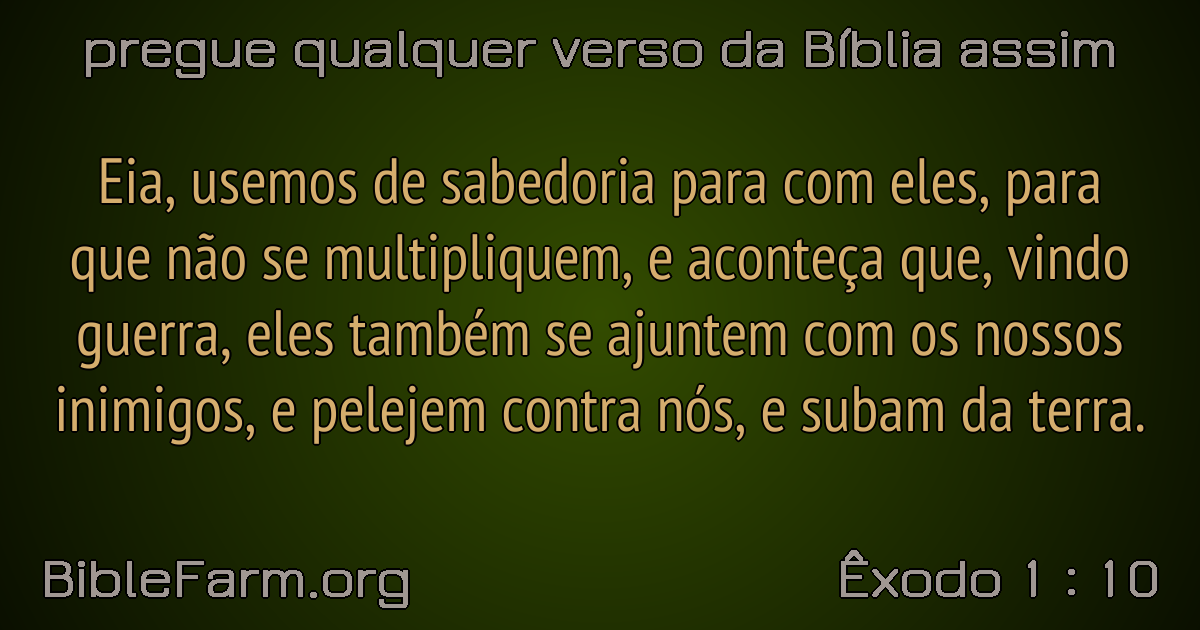 pregue qualquer verso da Bíblia assim
Eia, usemos de sabedoria para com eles, para
que não se multipliquem, e aconteça que, vindo
guerra, eles também se ajuntem com os nossos
inimigos, e pelejem contra nós, e subam da terra.
BibleFarm.org
Êxodo 1 : 10